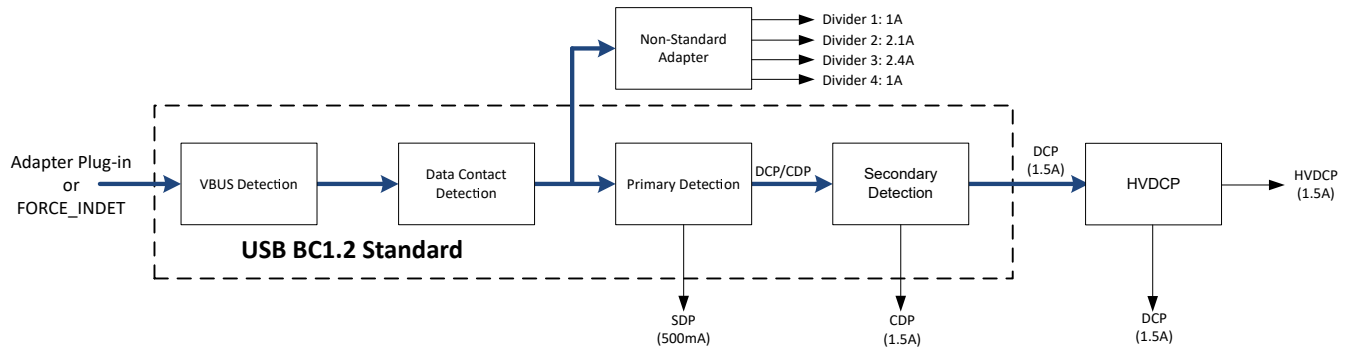 Non-Standard
Adapter
Divider 1: 1A
Divider 2: 2.1A
Divider 3: 2.4A
Divider 4: 1A
Adapter Plug-in
or
FORCE_INDET
VBUS Detection
Data Contact
Detection
Primary Detection
DCP/CDP
Secondary
Detection
DCP
(1.5A)
HVDCP
HVDCP
(1.5A)
USB BC1.2 Standard
SDP
(500mA)
CDP
(1.5A)
DCP
(1.5A)